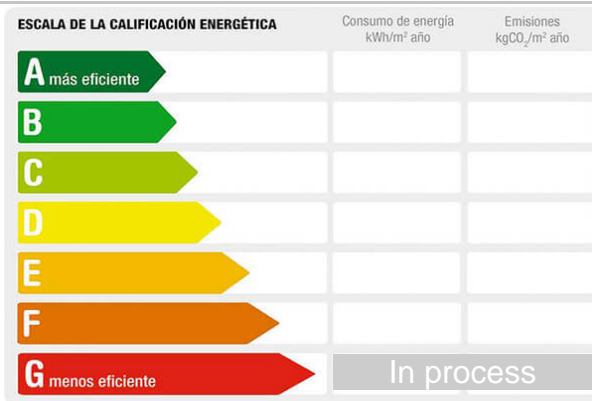 ESCALA DE LA CALIFICACIÓN ENERGÉTICA
Consumo de energía
kWh/m² año
Emisiones
kgCO₂/m² año
A más eficiente
B
C
D
E
F
G menos eficiente
In process